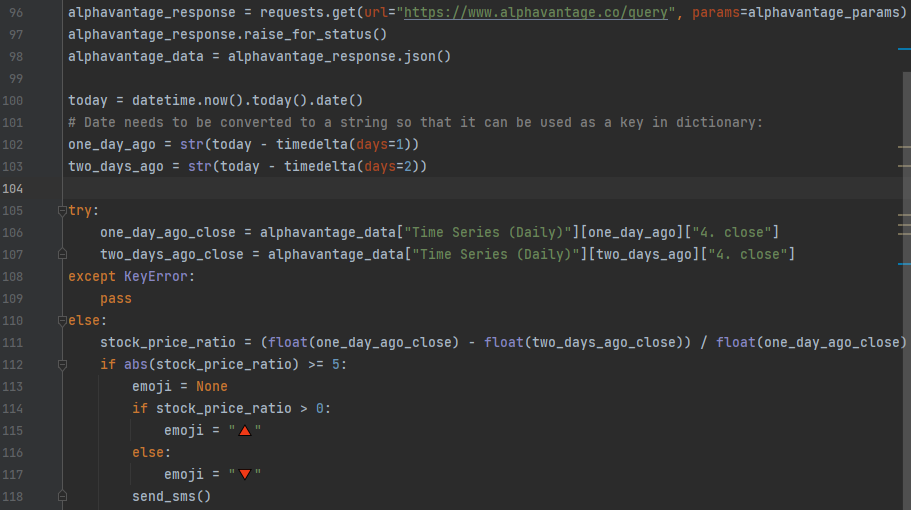 96 alphavantage_response = requests.get(url="https://www.alphavantage.co/query", params=alphavantage_params)
97 alphavantage_response.raise_for_status()
98 alphavantage_data = alphavantage_response.json()
99
100 today = datetime.now().today().date()
101 # Date needs to be converted to a string so that it can be used as a key in dictionary:
102 one_day_ago = str(today - timedelta(days=1))
103 two_days_ago = str(today - timedelta(days=2))
104
105 try:
106     one_day_ago_close = alphavantage_data["Time Series (Daily)"][one_day_ago]["4. close"]
107     two_days_ago_close = alphavantage_data["Time Series (Daily)"][two_days_ago]["4. close"]
108 except KeyError:
109     pass
110 else:
111     stock_price_ratio = (float(one_day_ago_close) - float(two_days_ago_close)) / float(one_day_ago_close)
112     if abs(stock_price_ratio) >= 5:
113         emoji = None
114         if stock_price_ratio > 0:
115             emoji = "🔺"
116         else:
117             emoji = "🔻"
118         send_sms()